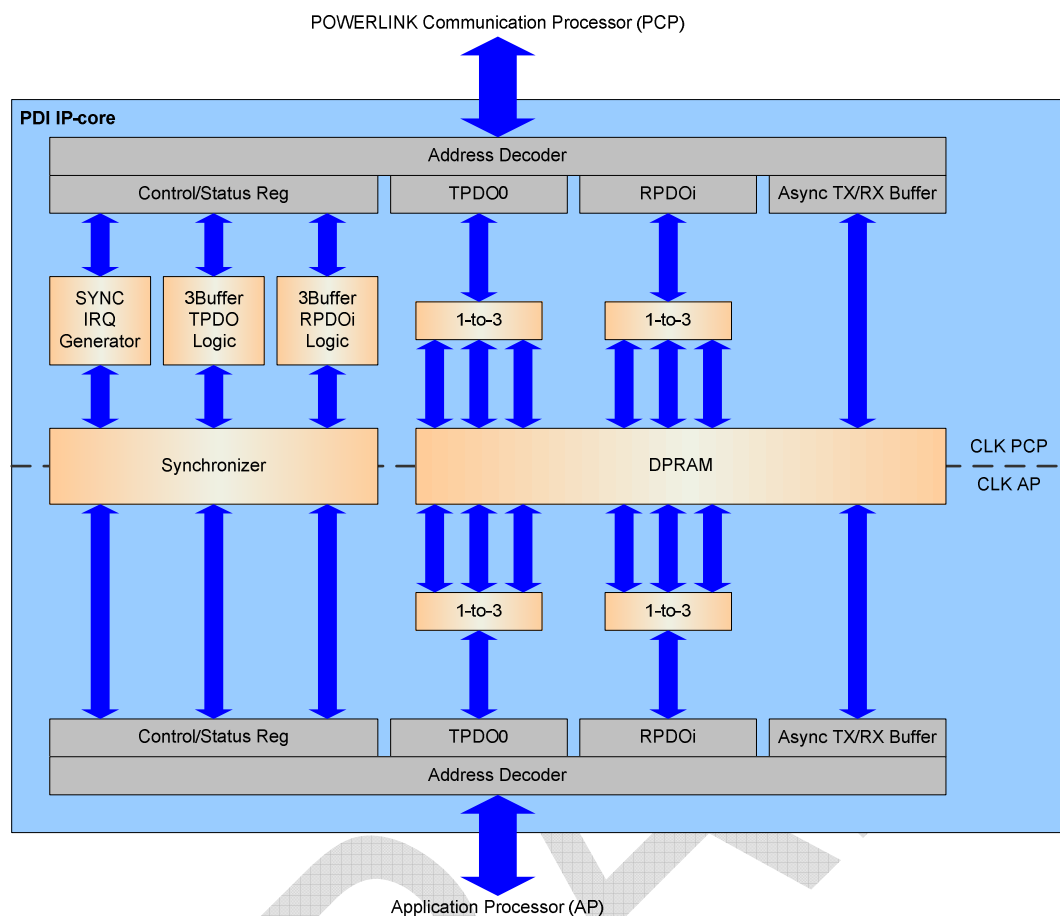 POWERLINK Communication Processor (PCP)
PDI IP-core
Address Decoder
Control/Status Reg
TPDO0
RPDOi
Async TX/RX Buffer
SYNC
IRQ
Generator
3Buffer
TPDO
Logic
3Buffer
RPDOi
Logic
1-to-3
1-to-3
Synchronizer
DPRAM
CLK PCP
CLK AP
1-to-3
1-to-3
Control/Status Reg
TPDO0
RPDOi
Async TX/RX Buffer
Address Decoder
Application Processor (AP)